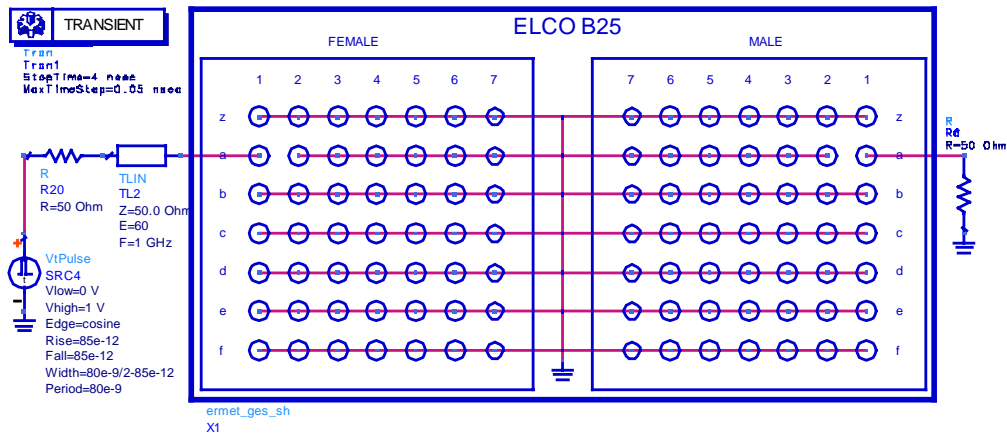 TRANSIENT
Tran
Tran1
StopTime=4 nsec
MaxTimeStep=0.05 nsec
ELCO B25
FEMALE
MALE
1 2 3 4 5 6 7
7 6 5 4 3 2 1
z
z
a
a
b
b
c
c
d
d
e
e
f
f
R
R20
R=50 Ohm
TLIN
TL2
Z=50.0 Ohm
E=60
F=1 GHz
+
t
VtPulse
SRC4
Vlow=0 V
Vhigh=1 V
Edge=cosine
Rise=85e-12
Fall=85e-12
Width=80e-9/2-85e-12
Period=80e-9
R
R=50 Ohm
ermet_ges_sh
X1